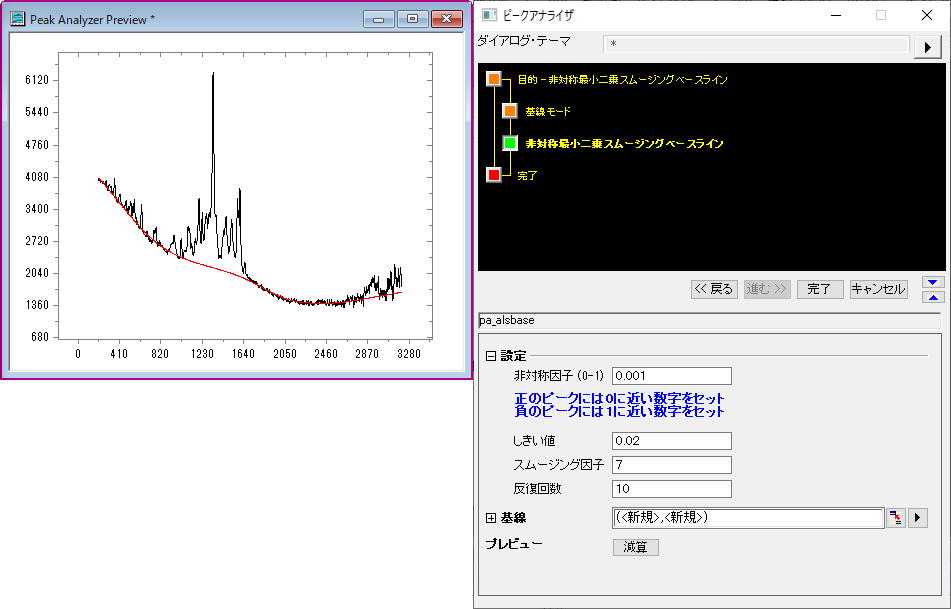 Peak Analyzer Preview *
6120
5440
4760
4080
3400
2720
2040
1360
680
0 410 820 1230 1640 2050 2460 2870 3280
ピークアナライザ
ダイアログ・テーマ *
目的 - 非対称最小二乗スムージングベースライン
基線モード
非対称最小二乗スムージングベースライン
完了
<< 戻る 進む >> 完了 キャンセル
pa_alsbase
設定
非対称因子 (0-1) 0.001
正のピークには0に近い数字をセット
負のピークには1に近い数字をセット
しきい値 0.02
スムージング因子 7
反復回数 10
基線 (<新規>,<新規>)
プレビュー 減算